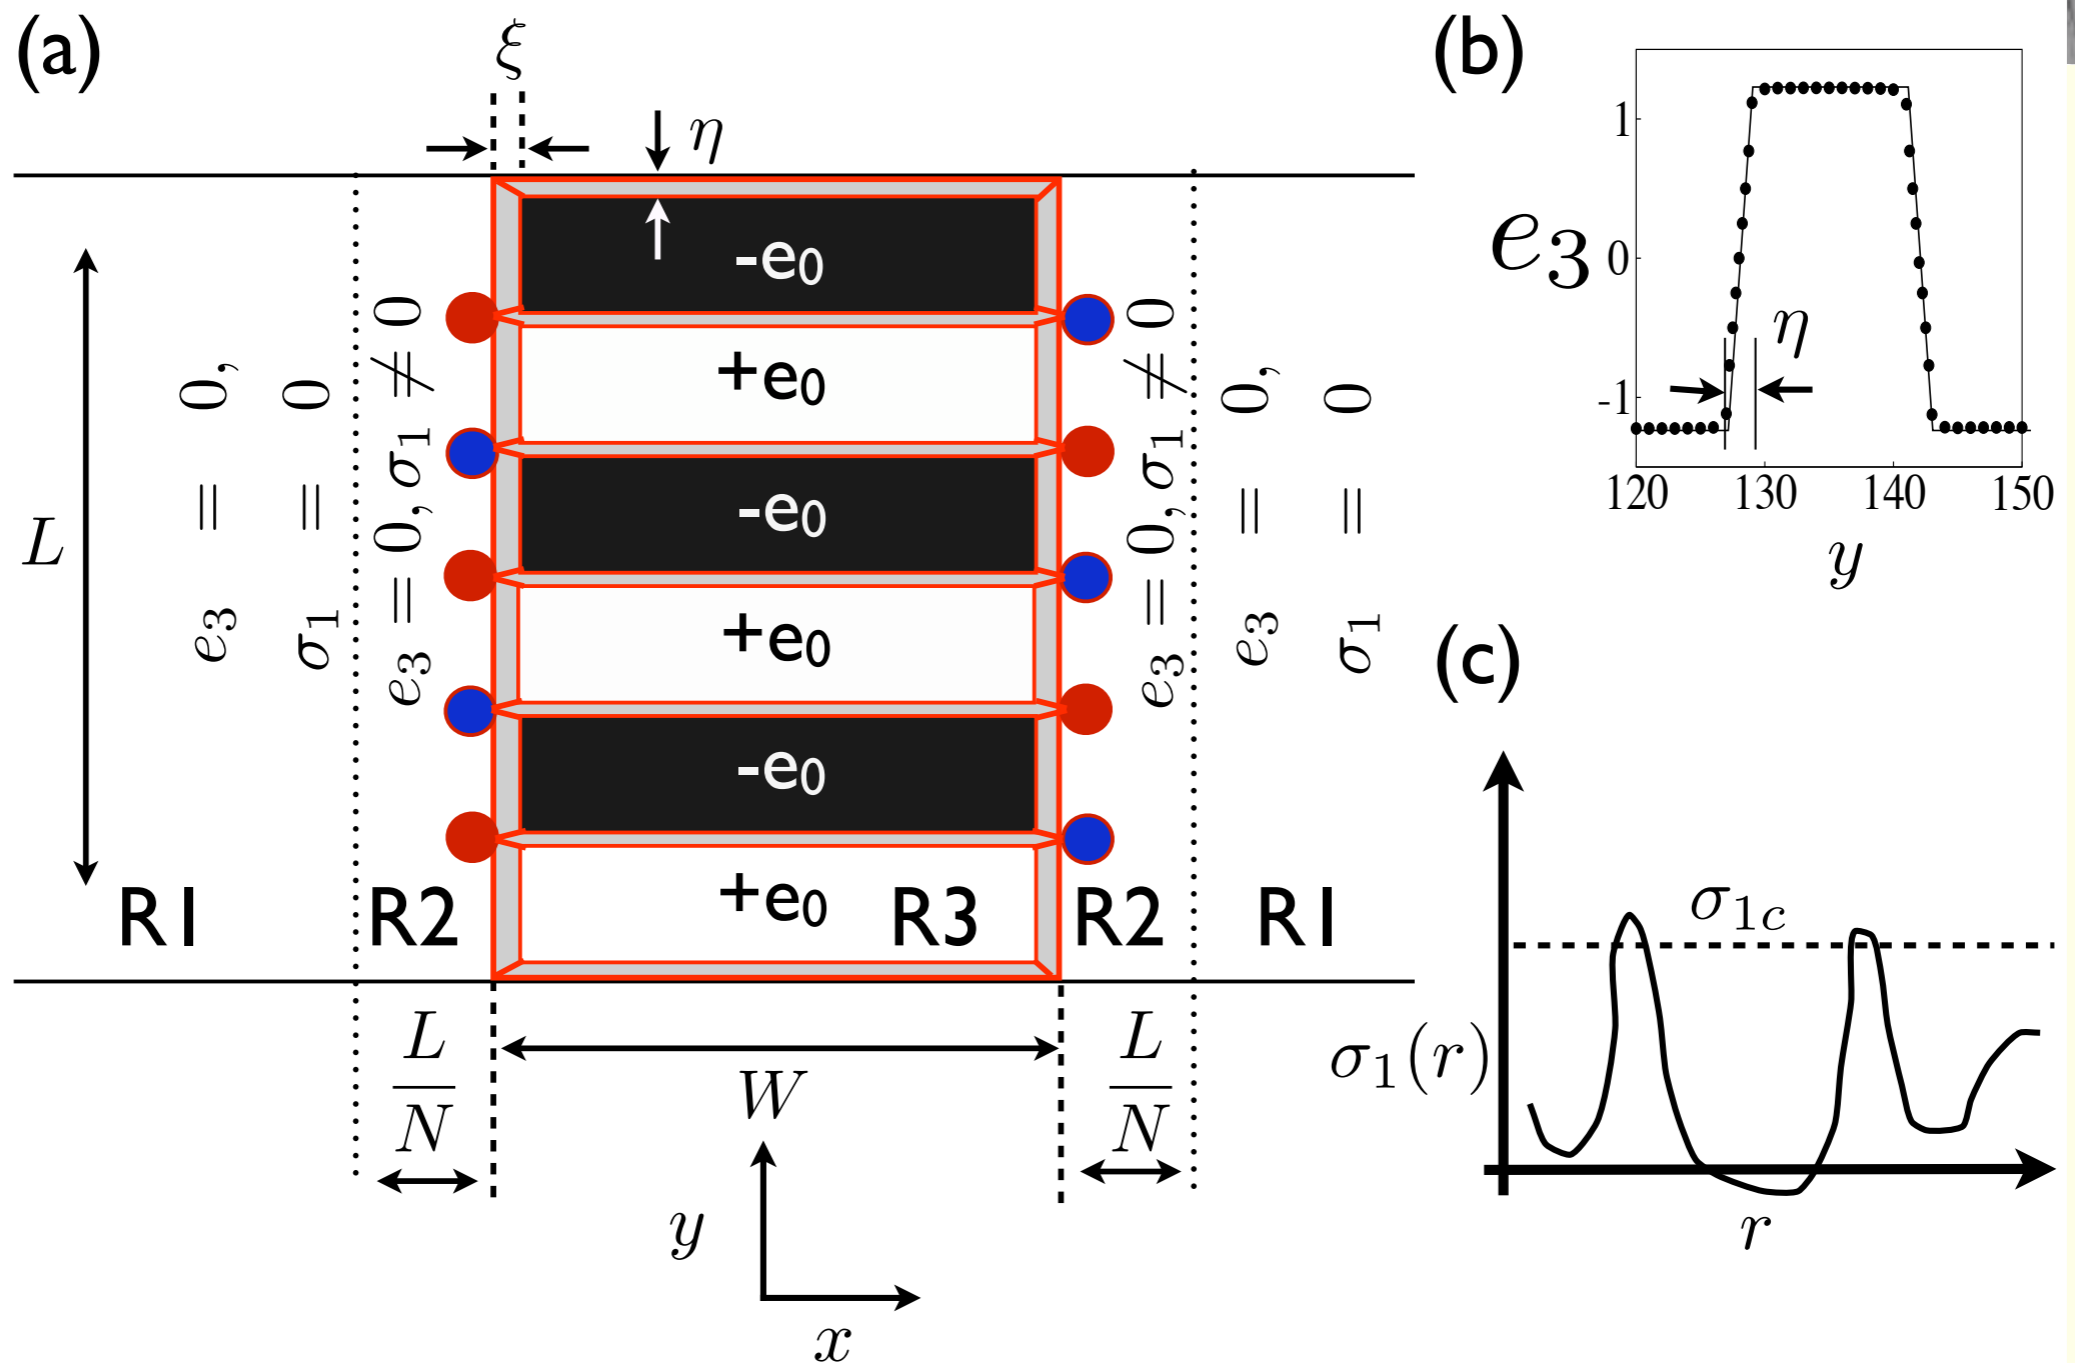 (a)
ξ
η
L
e₃ = 0,
σ₁ = 0
e₃ = 0, σ₁ ≠ 0
-e₀
+e₀
-e₀
+e₀
-e₀
+e₀
e₃ = 0, σ₁ ≠ 0
e₃ = 0,
σ₁ = 0
R1
R2
R3
R2
R1
L
N
W
L
N
y
x
(b)
e₃
1
0
-1
η
120 130 140 150
y
(c)
σ₁c
σ₁(r)
r